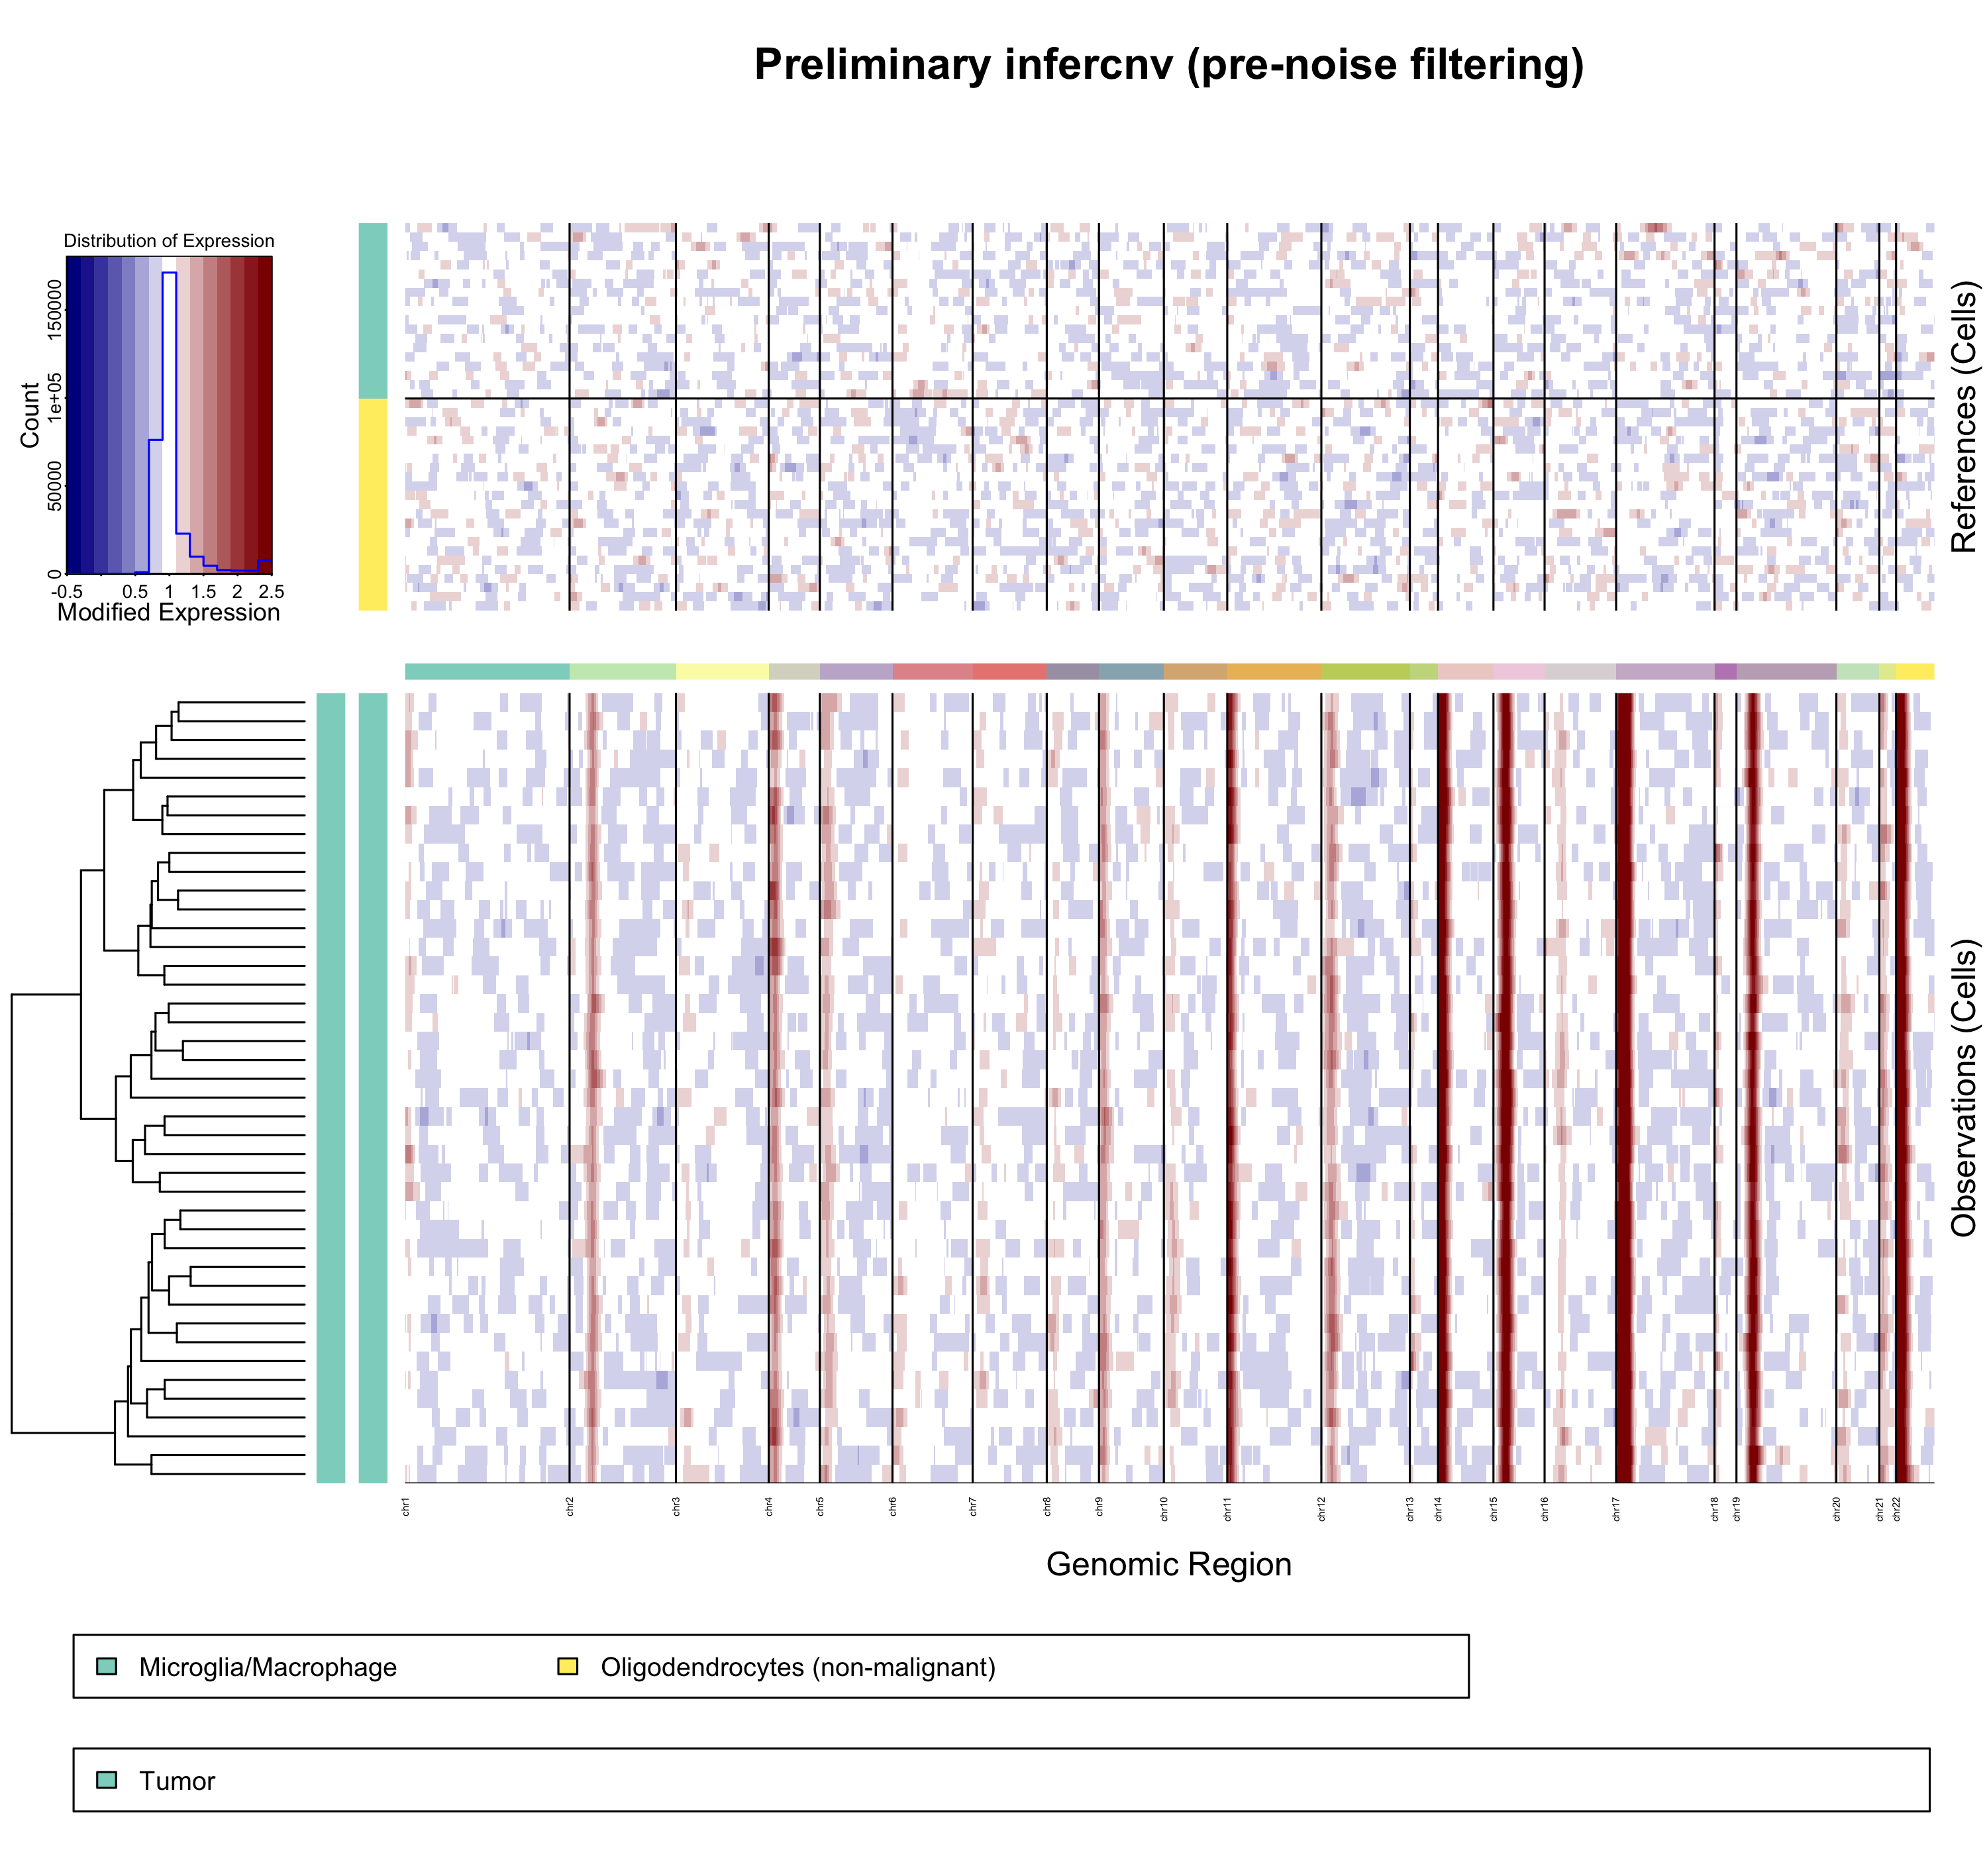 Preliminary infercnv (pre-noise filtering)
Distribution of Expression
Count
0
50000
1e+05
150000
-0.5
0.5
1
1.5
2
2.5
Modified Expression
References (Cells)
Observations (Cells)
chr1
chr2
chr3
chr4
chr5
chr6
chr7
chr8
chr9
chr10
chr11
chr12
chr13
chr14
chr15
chr16
chr17
chr18
chr19
chr20
chr21
chr22
Genomic Region
Microglia/Macrophage
Oligodendrocytes (non-malignant)
Tumor